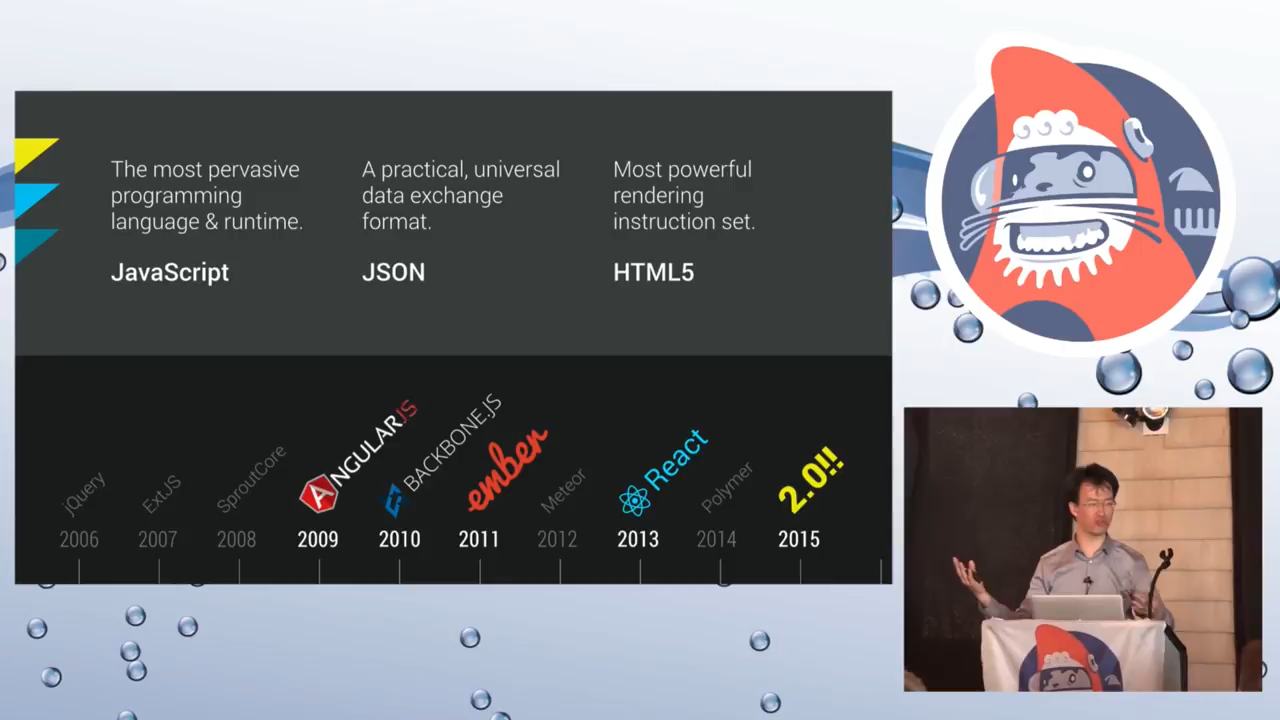 The most pervasive
programming
language & runtime.
JavaScript
A practical, universal
data exchange
format.
JSON
Most powerful
rendering
instruction set.
HTML5
jQuery
ExtJS
SproutCore
ANGULARJS
BACKBONE.JS
ember
Meteor
React
Polymer
2.0!!
2006
2007
2008
2009
2010
2011
2012
2013
2014
2015